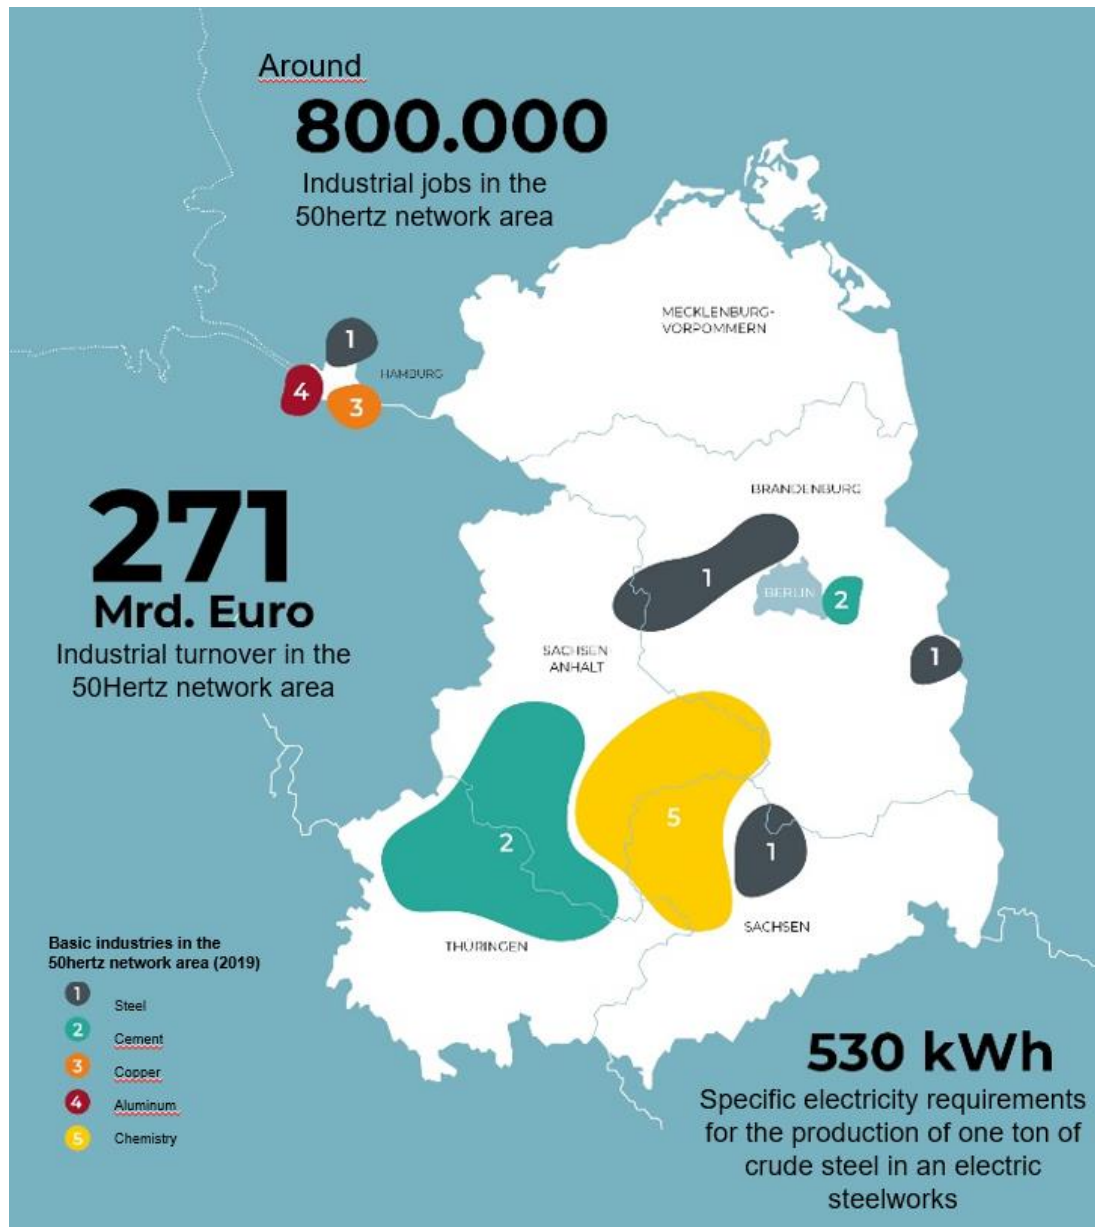 Around
800.000
Industrial jobs in the
50hertz network area
MECKLENBURG-
VORPOMMERN
1
HAMBURG
4
3
271
Mrd. Euro
Industrial turnover in the
50Hertz network area
BRANDENBURG
1
BERLIN
2
SACHSEN
ANHALT
1
5
2
1
SACHSEN
THÜRINGEN
Basic industries in the
50hertz network area (2019)
1 Steel
2 Cement
3 Copper
4 Aluminum
5 Chemistry
530 kWh
Specific electricity requirements
for the production of one ton of
crude steel in an electric
steelworks